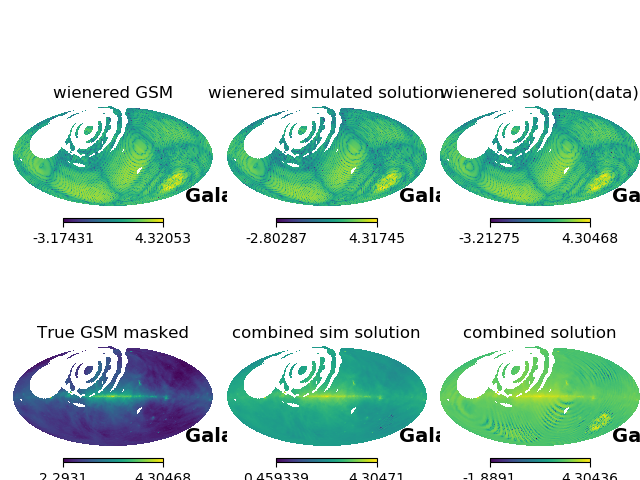 wienered GSM wienered simulated solution wienered solution(data)
Gala Gala Ga
-3.17431 4.32053 -2.80287 4.31745 -3.21275 4.30468
True GSM masked combined sim solution combined solution
Gala Gala Ga
2.2931 4.30468 0.459339 4.30471 -1.8891 4.30436